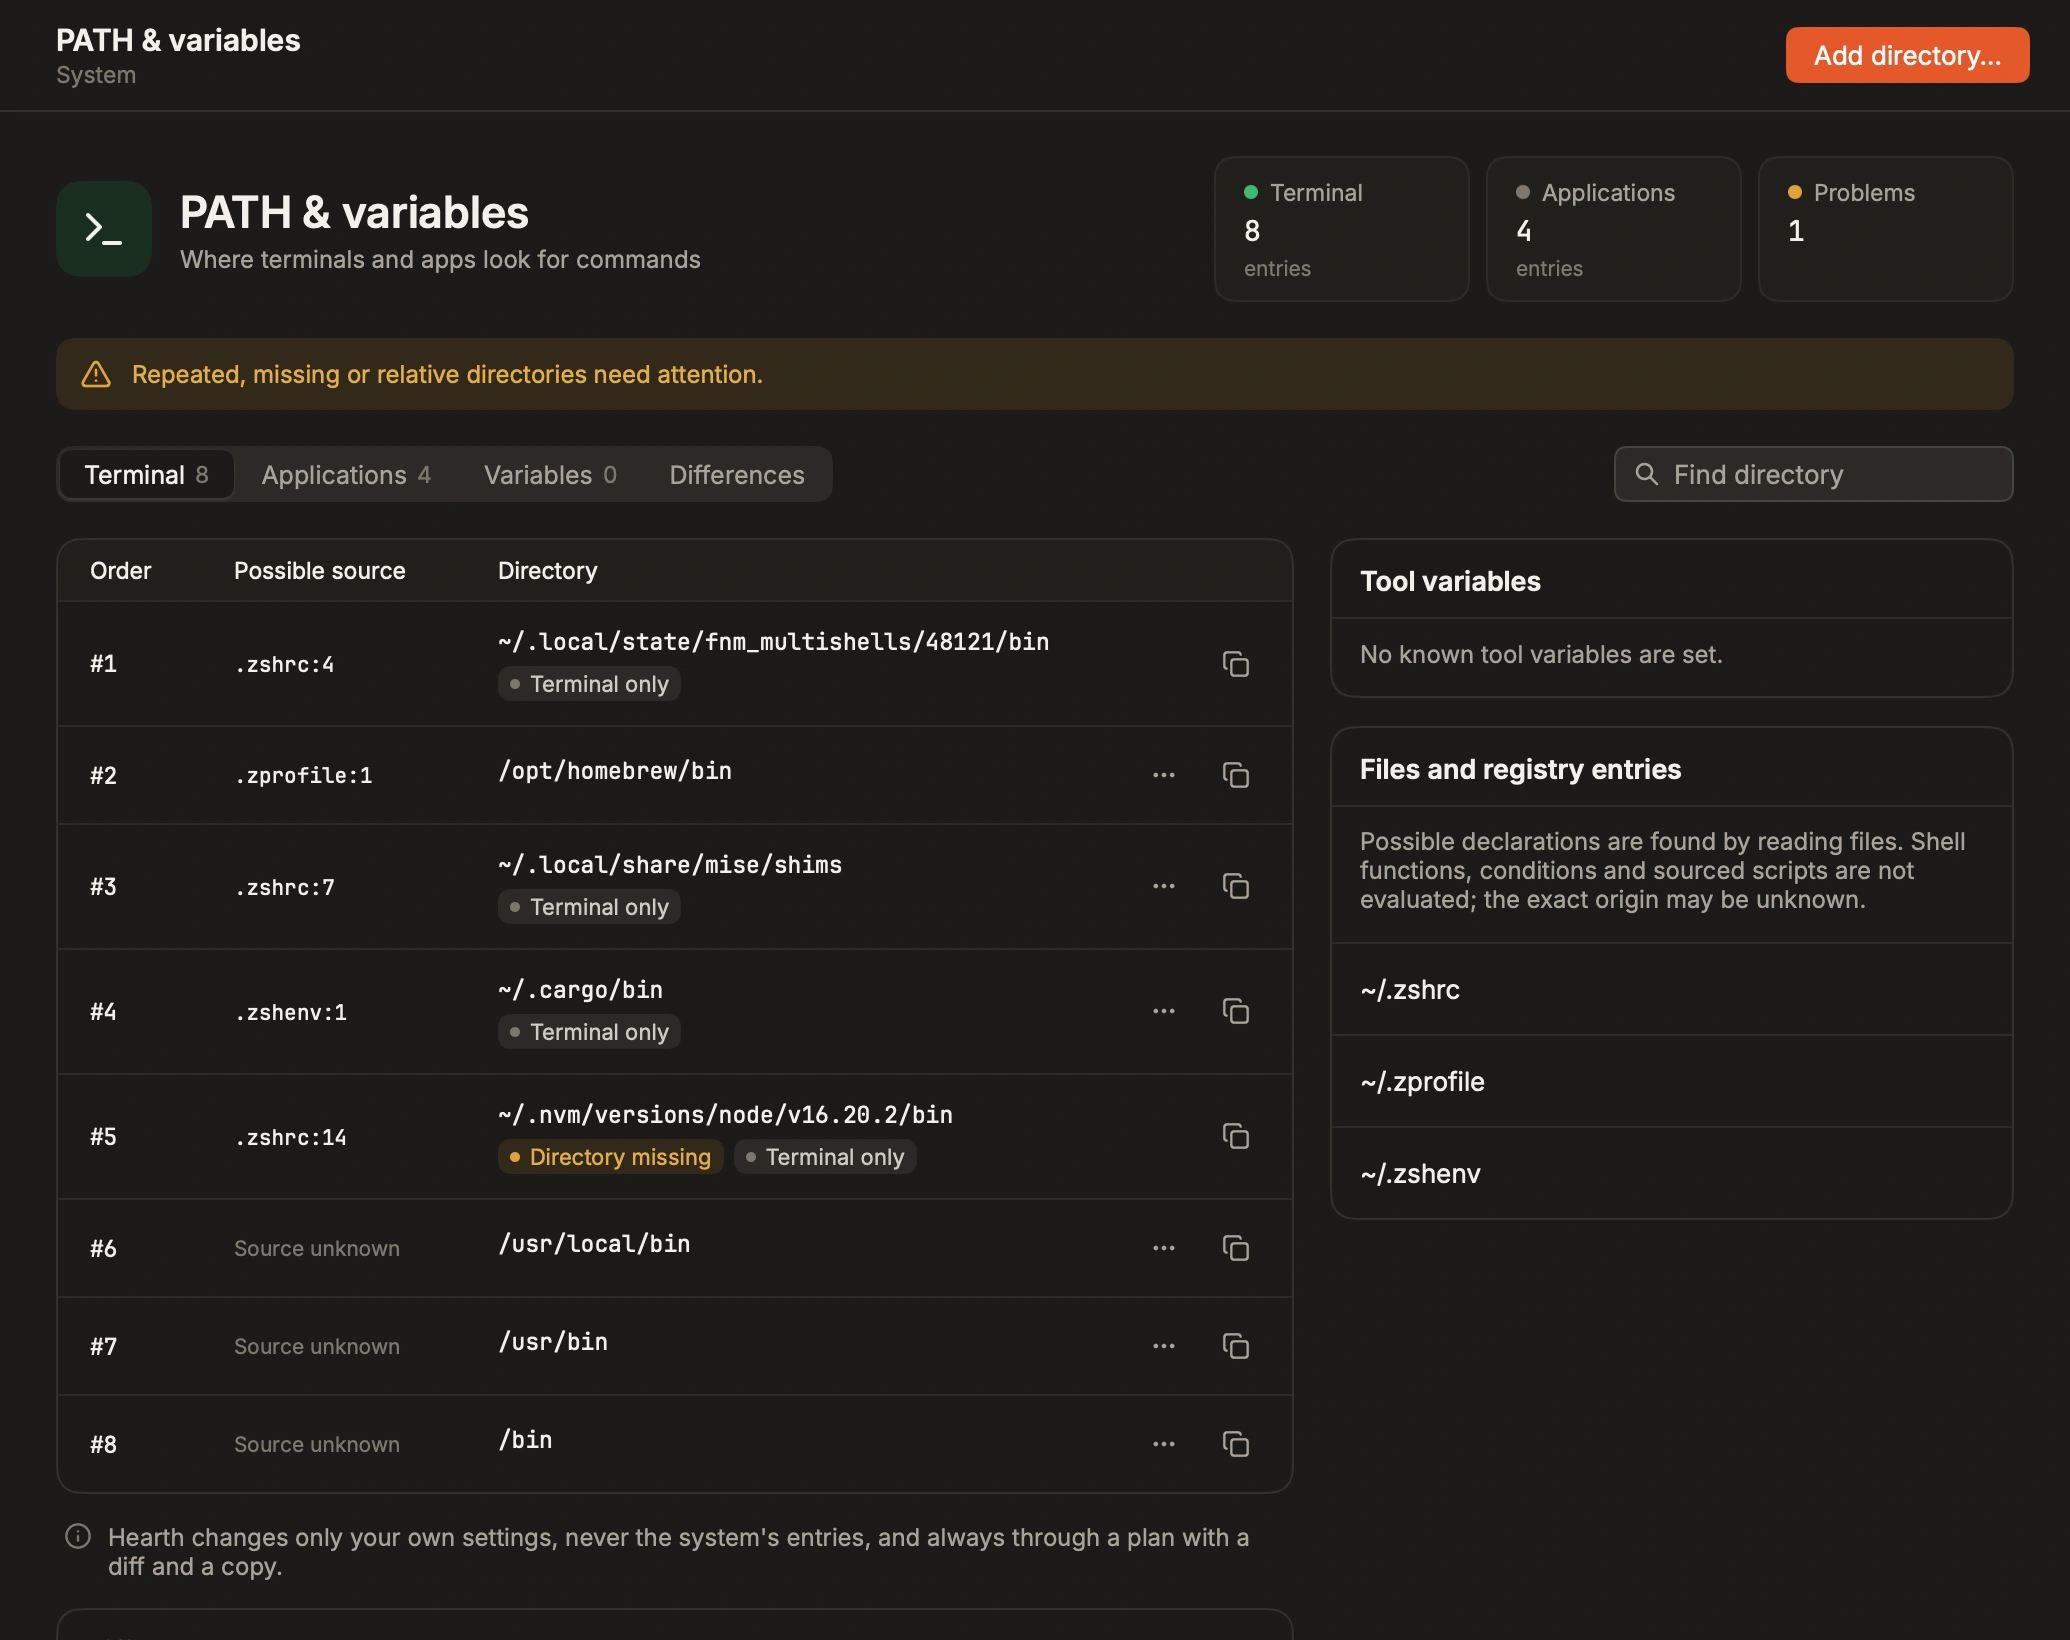 PATH & variables
System
Add directory...
PATH & variables
Where terminals and apps look for commands
Terminal
8
entries
Applications
4
entries
Problems
1
Repeated, missing or relative directories need attention.
Terminal 8
Applications 4
Variables 0
Differences
Find directory
Order Possible source Directory
#1 .zshrc:4 ~/.local/state/fnm_multishells/48121/bin
Terminal only
#2 .zprofile:1 /opt/homebrew/bin
#3 .zshrc:7 ~/.local/share/mise/shims
Terminal only
#4 .zshenv:1 ~/.cargo/bin
Terminal only
#5 .zshrc:14 ~/.nvm/versions/node/v16.20.2/bin
Directory missing Terminal only
#6 Source unknown /usr/local/bin
#7 Source unknown /usr/bin
#8 Source unknown /bin
Hearth changes only your own settings, never the system's entries, and always through a plan with a
diff and a copy.
Tool variables
No known tool variables are set.
Files and registry entries
Possible declarations are found by reading files. Shell
functions, conditions and sourced scripts are not
evaluated; the exact origin may be unknown.
~/.zshrc
~/.zprofile
~/.zshenv